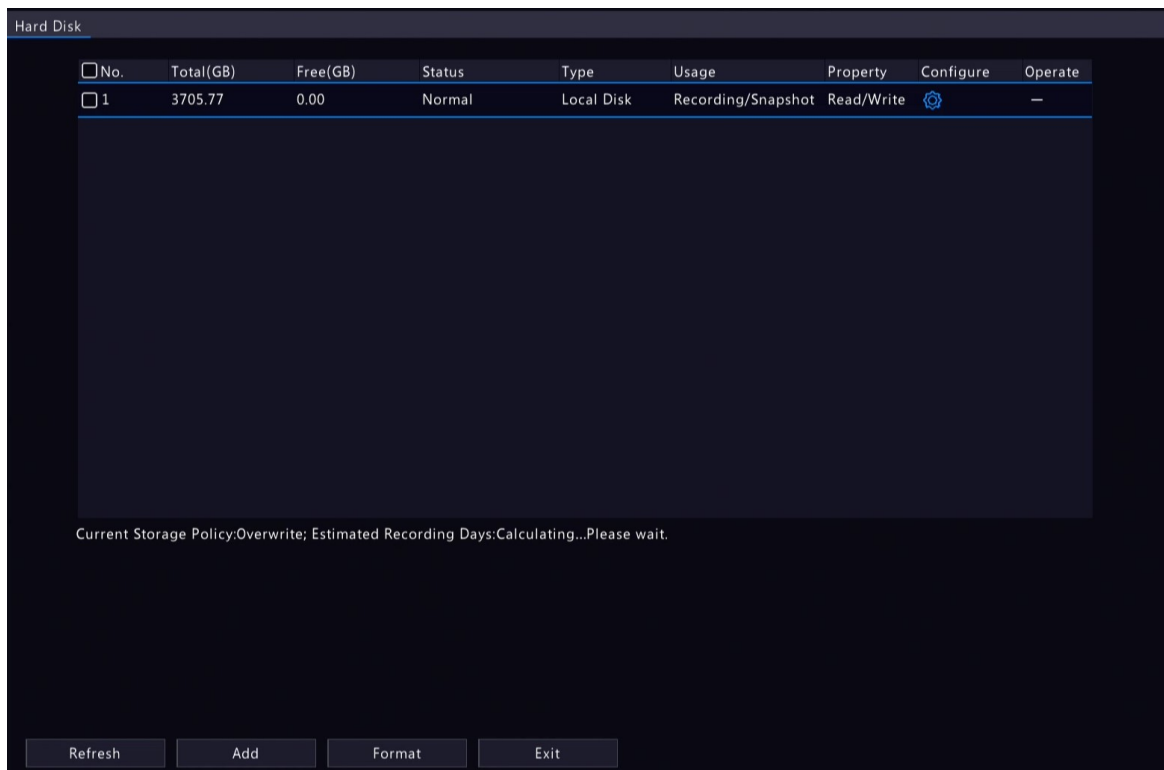 Hard Disk
No. Total(GB) Free(GB) Status Type Usage Property Configure Operate
1 3705.77 0.00 Normal Local Disk Recording/Snapshot Read/Write —
Current Storage Policy:Overwrite; Estimated Recording Days:Calculating...Please wait.
Refresh Add Format Exit